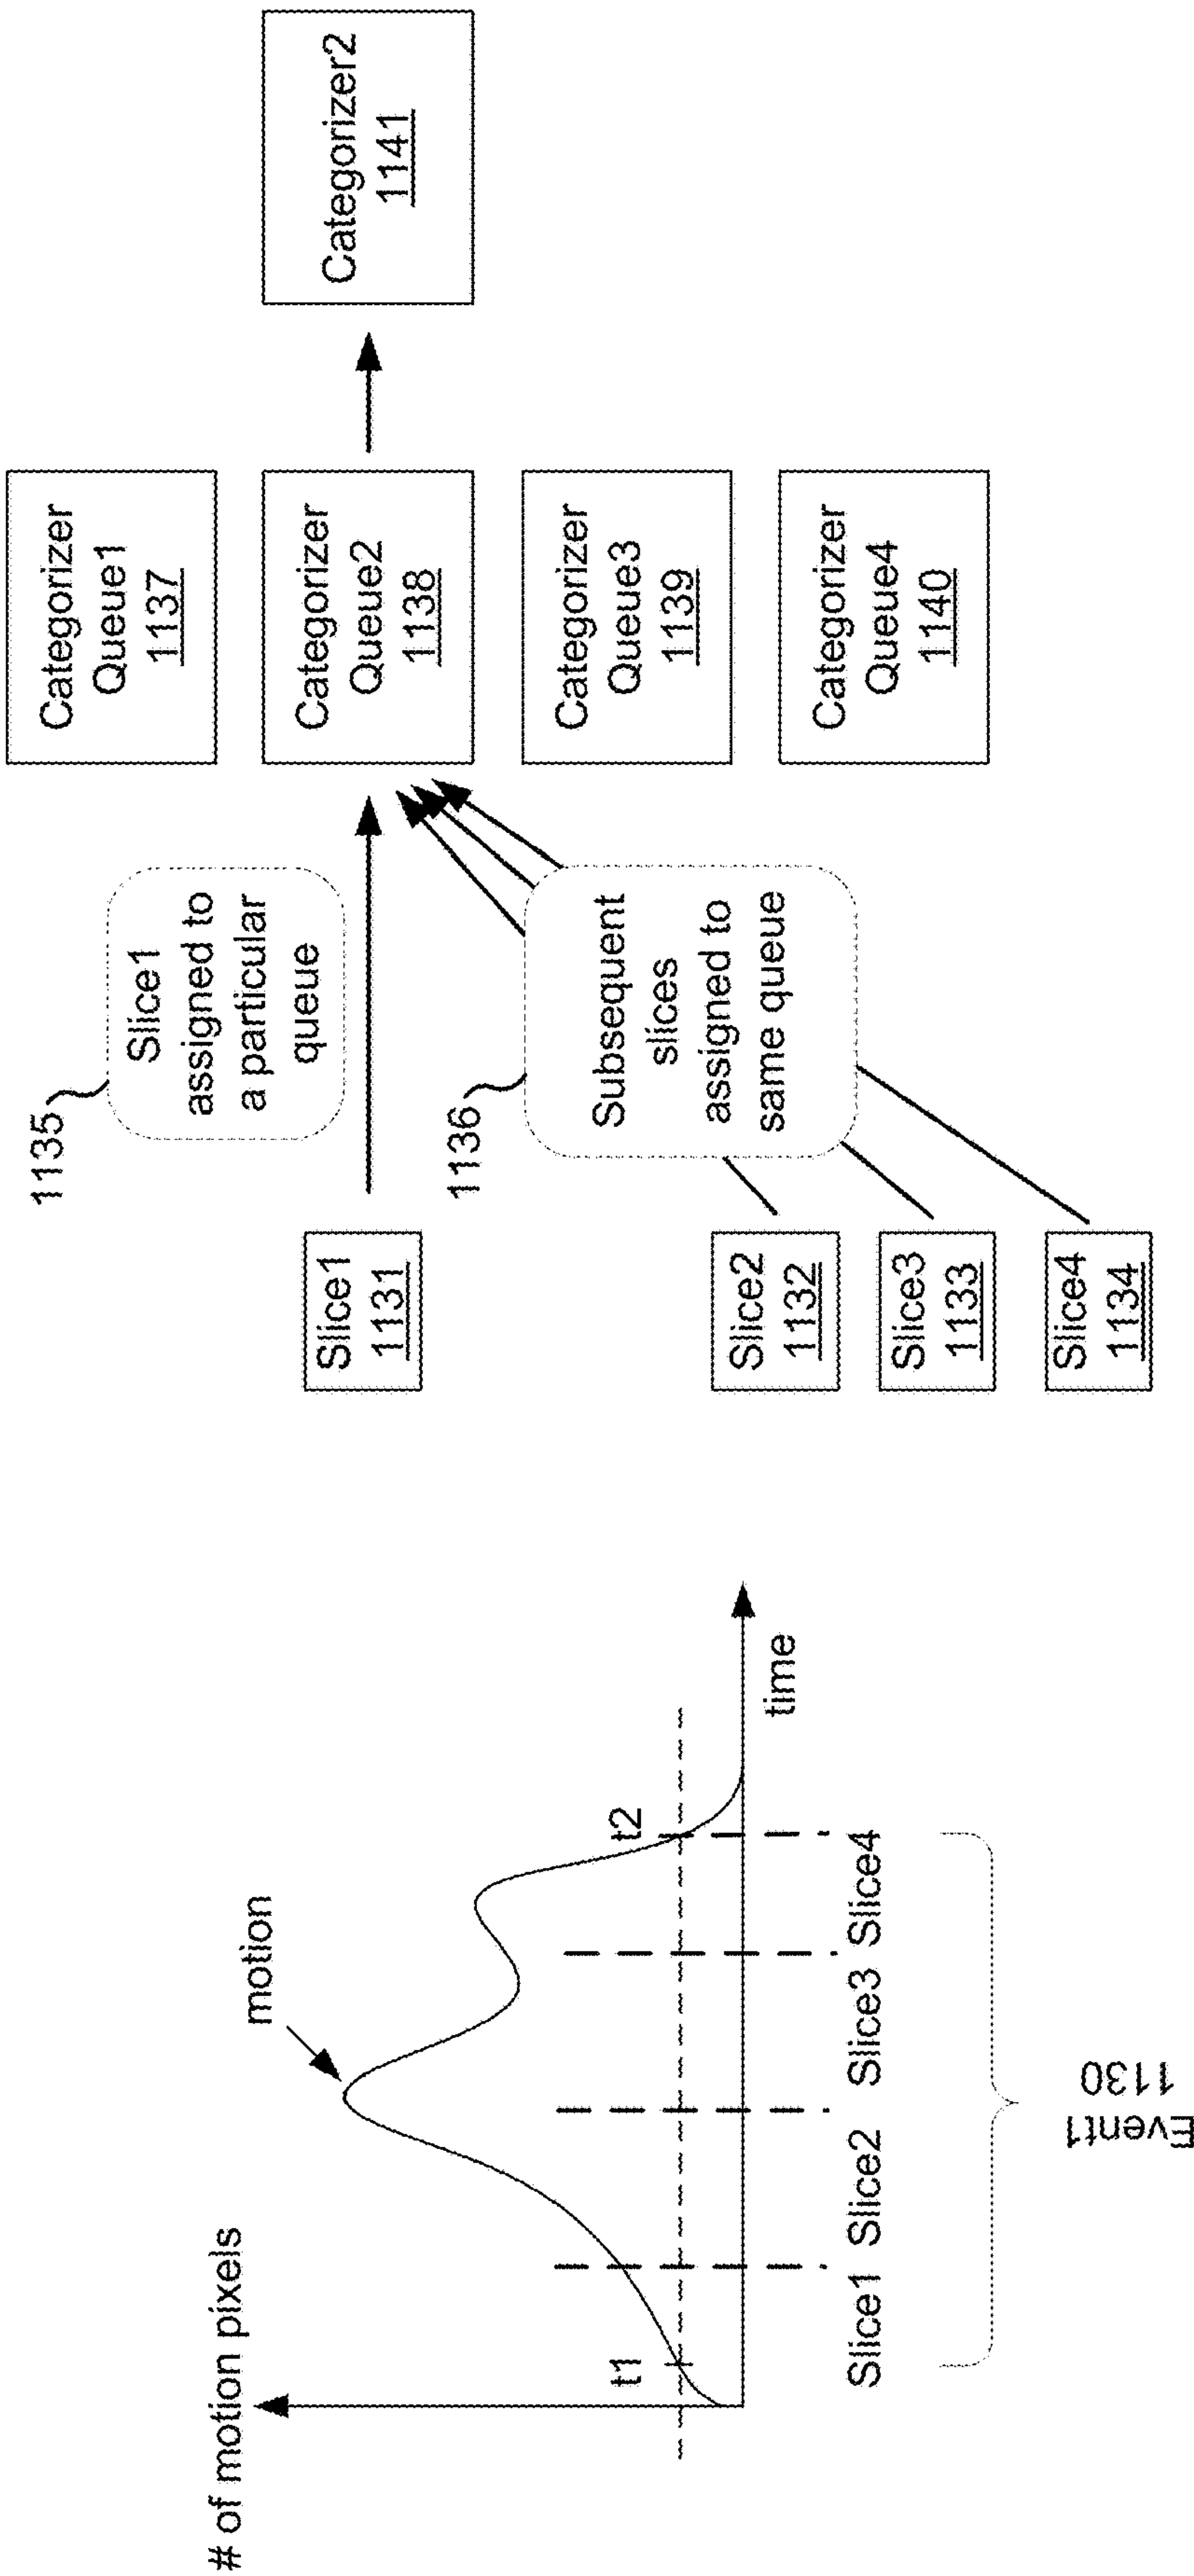 # of motion pixels
motion
t1
t2
time
Slice1
Slice2
Slice3
Slice4
Event1
1130
Slice1
1131
Slice2
1132
Slice3
1133
Slice4
1134
1135
Slice1
assigned to
a particular
queue
1136
Subsequent
slices
assigned to
same queue
Categorizer
Queue1
1137
Categorizer
Queue2
1138
Categorizer
Queue3
1139
Categorizer
Queue4
1140
Categorizer2
1141